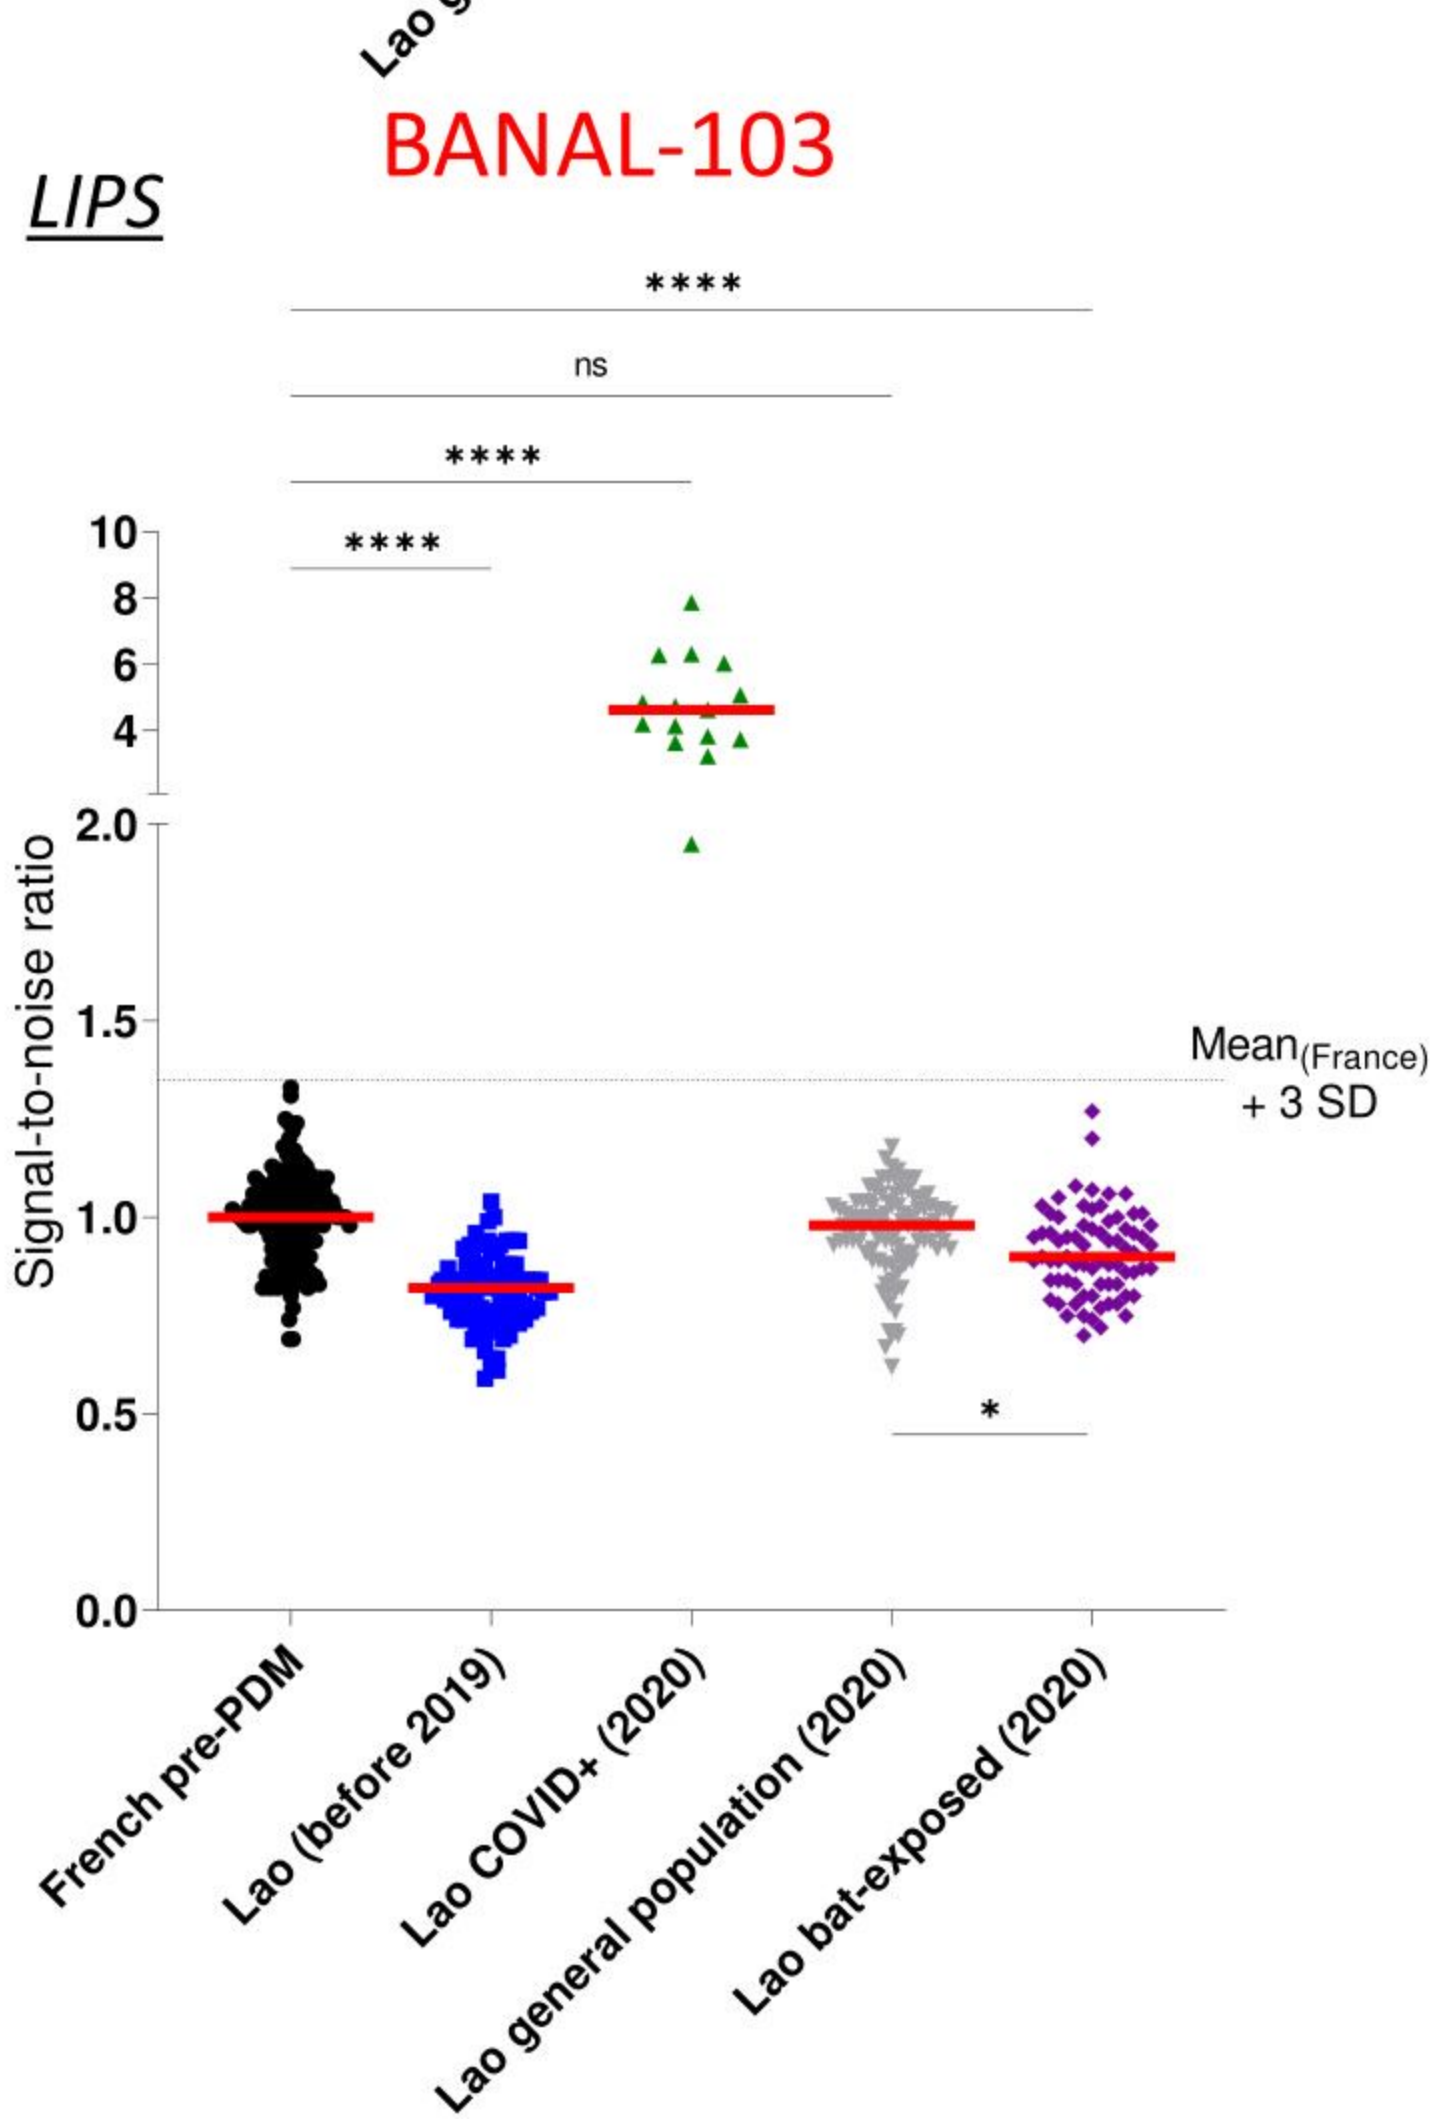 Lao g
BANAL-103
LIPS
****
ns
****
****
10
8
6
4
2.0
1.5
1.0
0.5
0.0
Signal-to-noise ratio
Mean(France)
+ 3 SD
*
French pre-PDM
Lao (before 2019)
Lao COVID+ (2020)
Lao general population (2020)
Lao bat-exposed (2020)